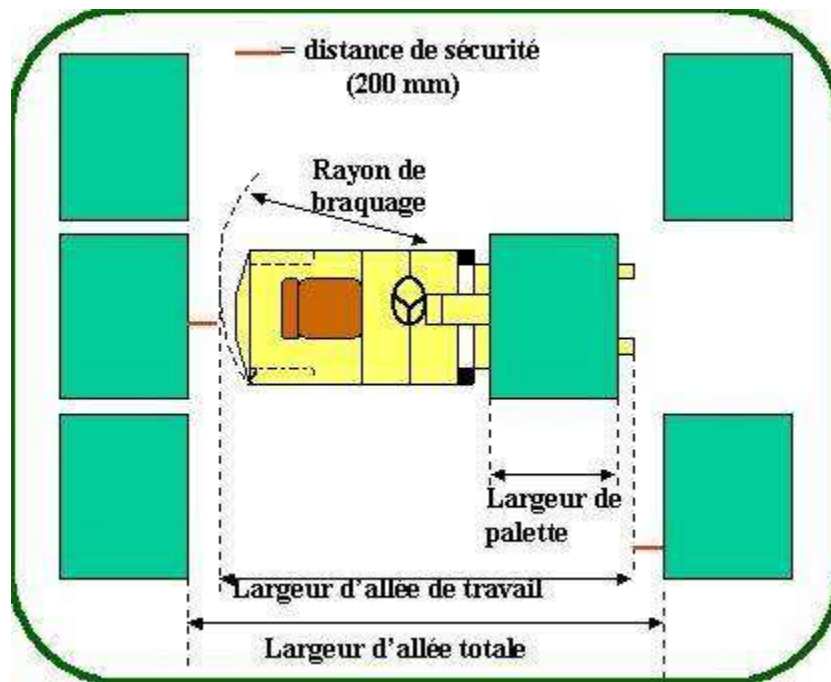 = distance de sécurité
(200 mm)
Rayon de
braquage
Largeur de
palette
Largeur d'allée de travail
Largeur d'allée totale